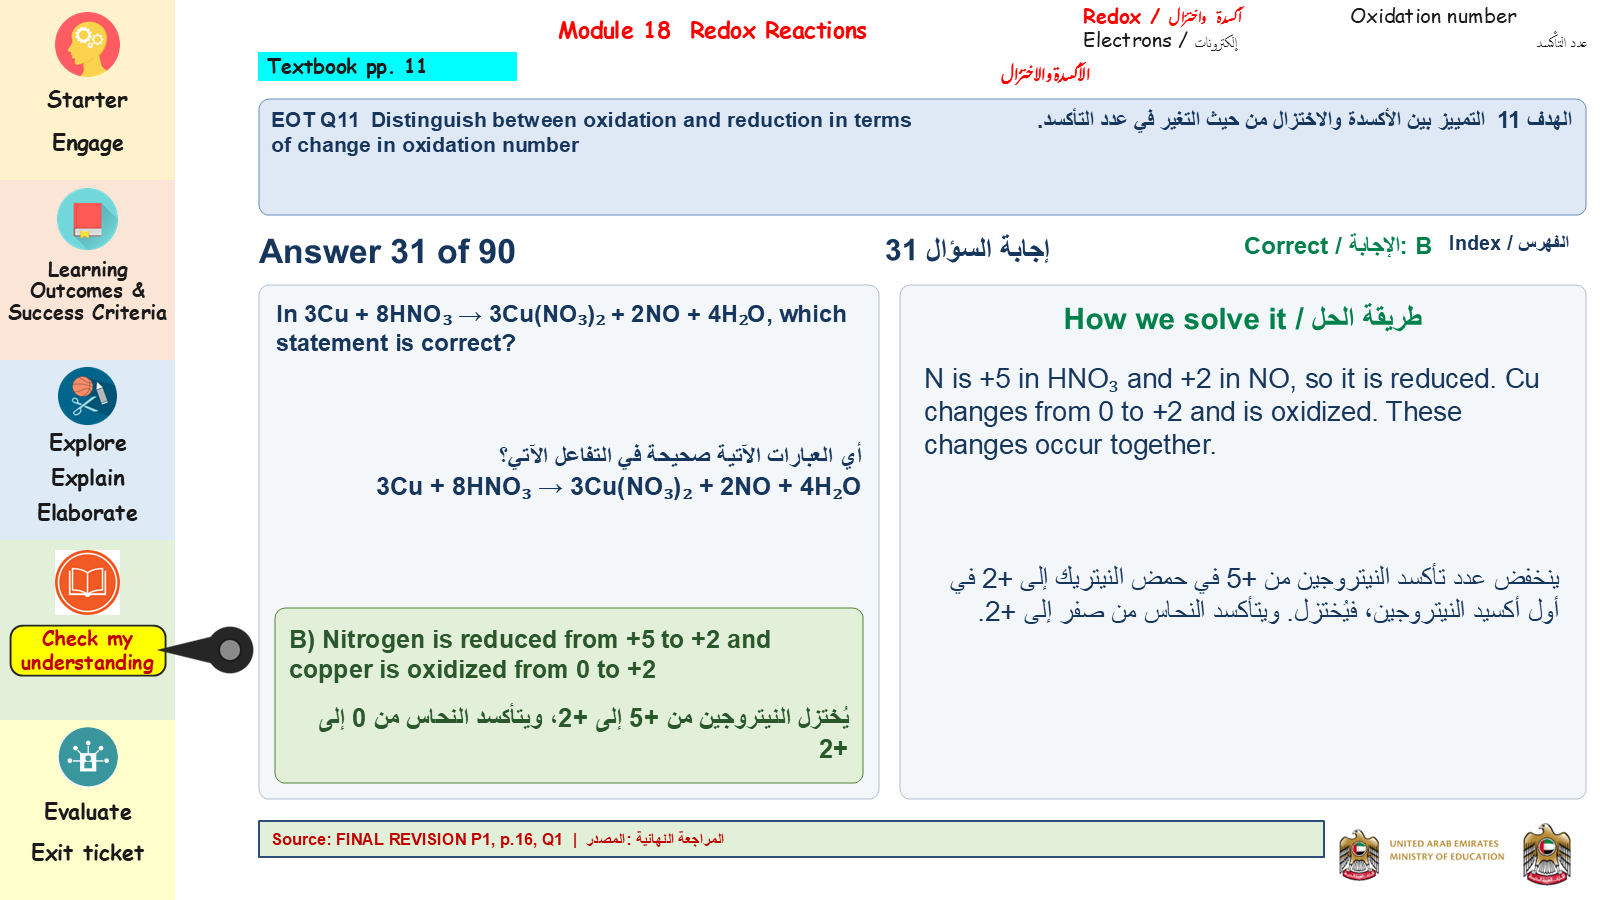 Starter
Engage
Learning
Outcomes &
Success Criteria
Explore
Explain
Elaborate
Check my
understanding
Evaluate
Exit ticket
Module 18 Redox Reactions
Redox / أكسدة واختزال
Electrons / إلكترونات
Oxidation number
عدد التأكسد
Textbook pp. 11
الأكسدة والاختزال
EOT Q11 Distinguish between oxidation and reduction in terms
of change in oxidation number
الهدف 11 التمييز بين الأكسدة والاختزال من حيث التغير في عدد التأكسد.
Answer 31 of 90
إجابة السؤال 31
Correct / الإجابة: B
Index / الفهرس
In 3Cu + 8HNO₃ → 3Cu(NO₃)₂ + 2NO + 4H₂O, which
statement is correct?
أي العبارات الآتية صحيحة في التفاعل الآتي؟
3Cu + 8HNO₃ → 3Cu(NO₃)₂ + 2NO + 4H₂O
B) Nitrogen is reduced from +5 to +2 and
copper is oxidized from 0 to +2
يُختزل النيتروجين من +5 إلى +2، ويتأكسد النحاس من 0 إلى
+2
How we solve it / طريقة الحل
N is +5 in HNO₃ and +2 in NO, so it is reduced. Cu
changes from 0 to +2 and is oxidized. These
changes occur together.
ينخفض عدد تأكسد النيتروجين من +5 في حمض النيتريك إلى +2 في
أول أكسيد النيتروجين، فيُختزل. ويتأكسد النحاس من صفر إلى +2.
Source: FINAL REVISION P1, p.16, Q1 | المراجعة النهائية :المصدر
UNITED ARAB EMIRATES
MINISTRY OF EDUCATION